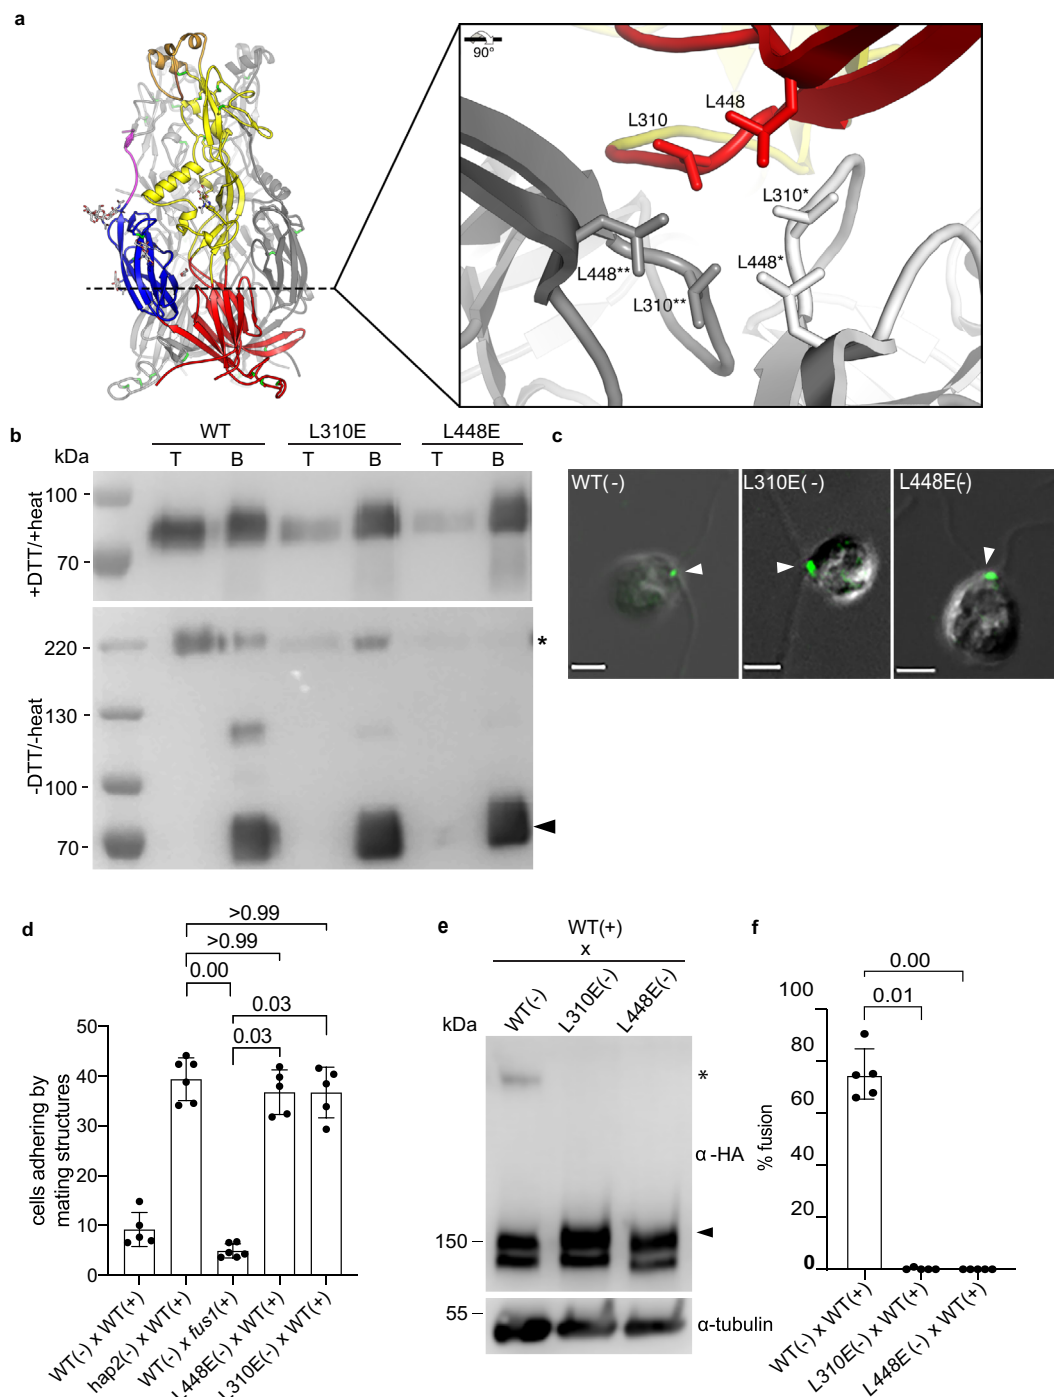 a
90°
L448
L310
L310*
L448*
L448**
L310**
b
WT
L310E
L448E
kDa
T
B
T
B
T
B
+DTT/+heat
100
70
-DTT/-heat
220
130
100
70
*
c
WT(-)
L310E(-)
L448E(-)
d
>0.99
>0.99
0.00
0.03
0.03
cells adhering by
mating structures
50
40
30
20
10
0
WT(-) x WT(+)
hap2(-) x WT(+)
WT(-) x fus1(+)
L448E(-) x WT(+)
L310E(-) x WT(+)
e
WT(+)
x
WT(-)
L310E(-)
L448E(-)
kDa
*
α-HA
150
55
α-tubulin
f
0.00
0.01
% fusion
100
80
60
40
20
0
WT(-) x WT(+)
L310E(-) x WT(+)
L448E (-) x WT(+)